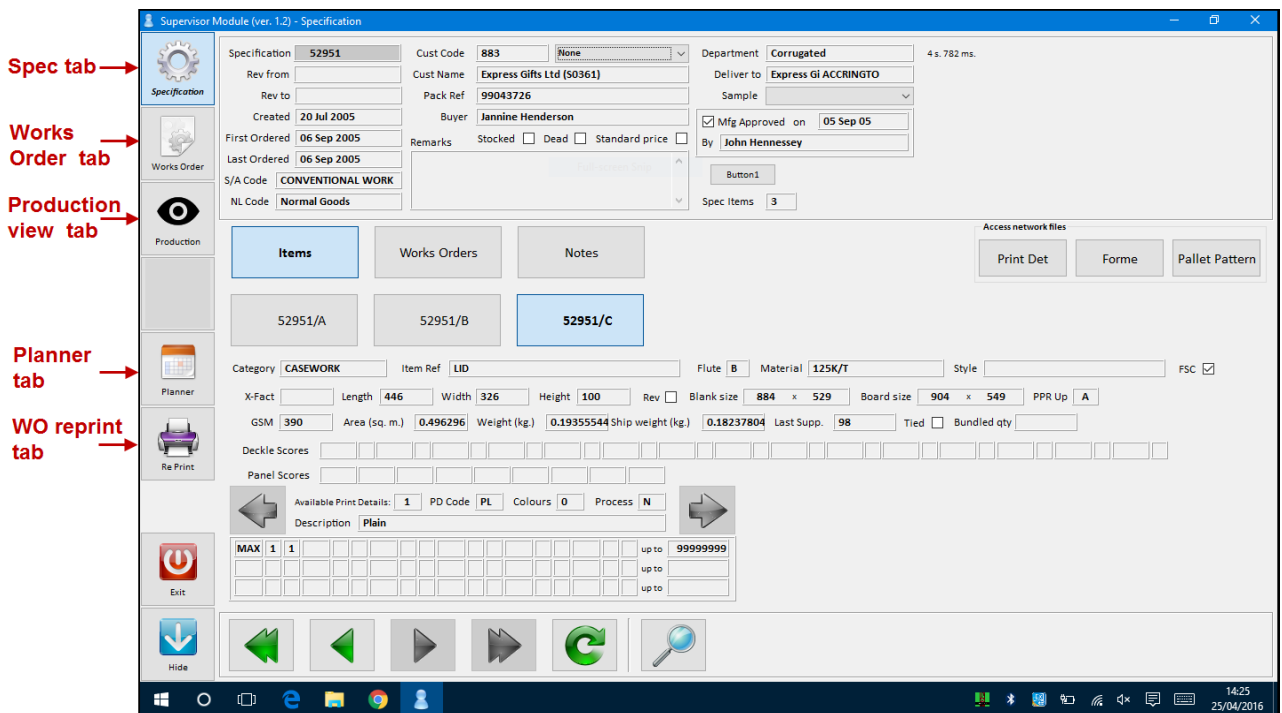 Supervisor Module (ver. 1.2) - Specification
Spec tab
Works Order tab
Production view tab
Planner tab
WO reprint tab
Specification
Works Order
Production
Planner
Re Print
Exit
Hide
Specification 52951 Cust Code 883 None Department Corrugated 4 s. 782 ms.
Rev from Cust Name Express Gifts Ltd (S0361) Deliver to Express Gi ACCRINGTO
Rev to Pack Ref 99043726 Sample
Created 20 Jul 2005 Buyer Jannine Henderson Mfg Approved on 05 Sep 05
First Ordered 06 Sep 2005 Remarks Stocked Dead Standard price By John Hennessey
Last Ordered 06 Sep 2005
S/A Code CONVENTIONAL WORK Button1
NL Code Normal Goods Spec Items 3
Access network files
Items Works Orders Notes Print Det Forme Pallet Pattern
52951/A 52951/B 52951/C
Category CASEWORK Item Ref LID Flute B Material 125K/T Style FSC
X-Fact Length 446 Width 326 Height 100 Rev Blank size 884 x 529 Board size 904 x 549 PPR Up A
GSM 390 Area (sq. m.) 0.496296 Weight (kg.) 0.19355544 Ship weight (kg.) 0.18237804 Last Supp. 98 Tied Bundled qty
Deckle Scores
Panel Scores
Available Print Details: 1 PD Code PL Colours 0 Process N
Description Plain
MAX 1 1 up to 99999999
up to
up to
14:25
25/04/2016